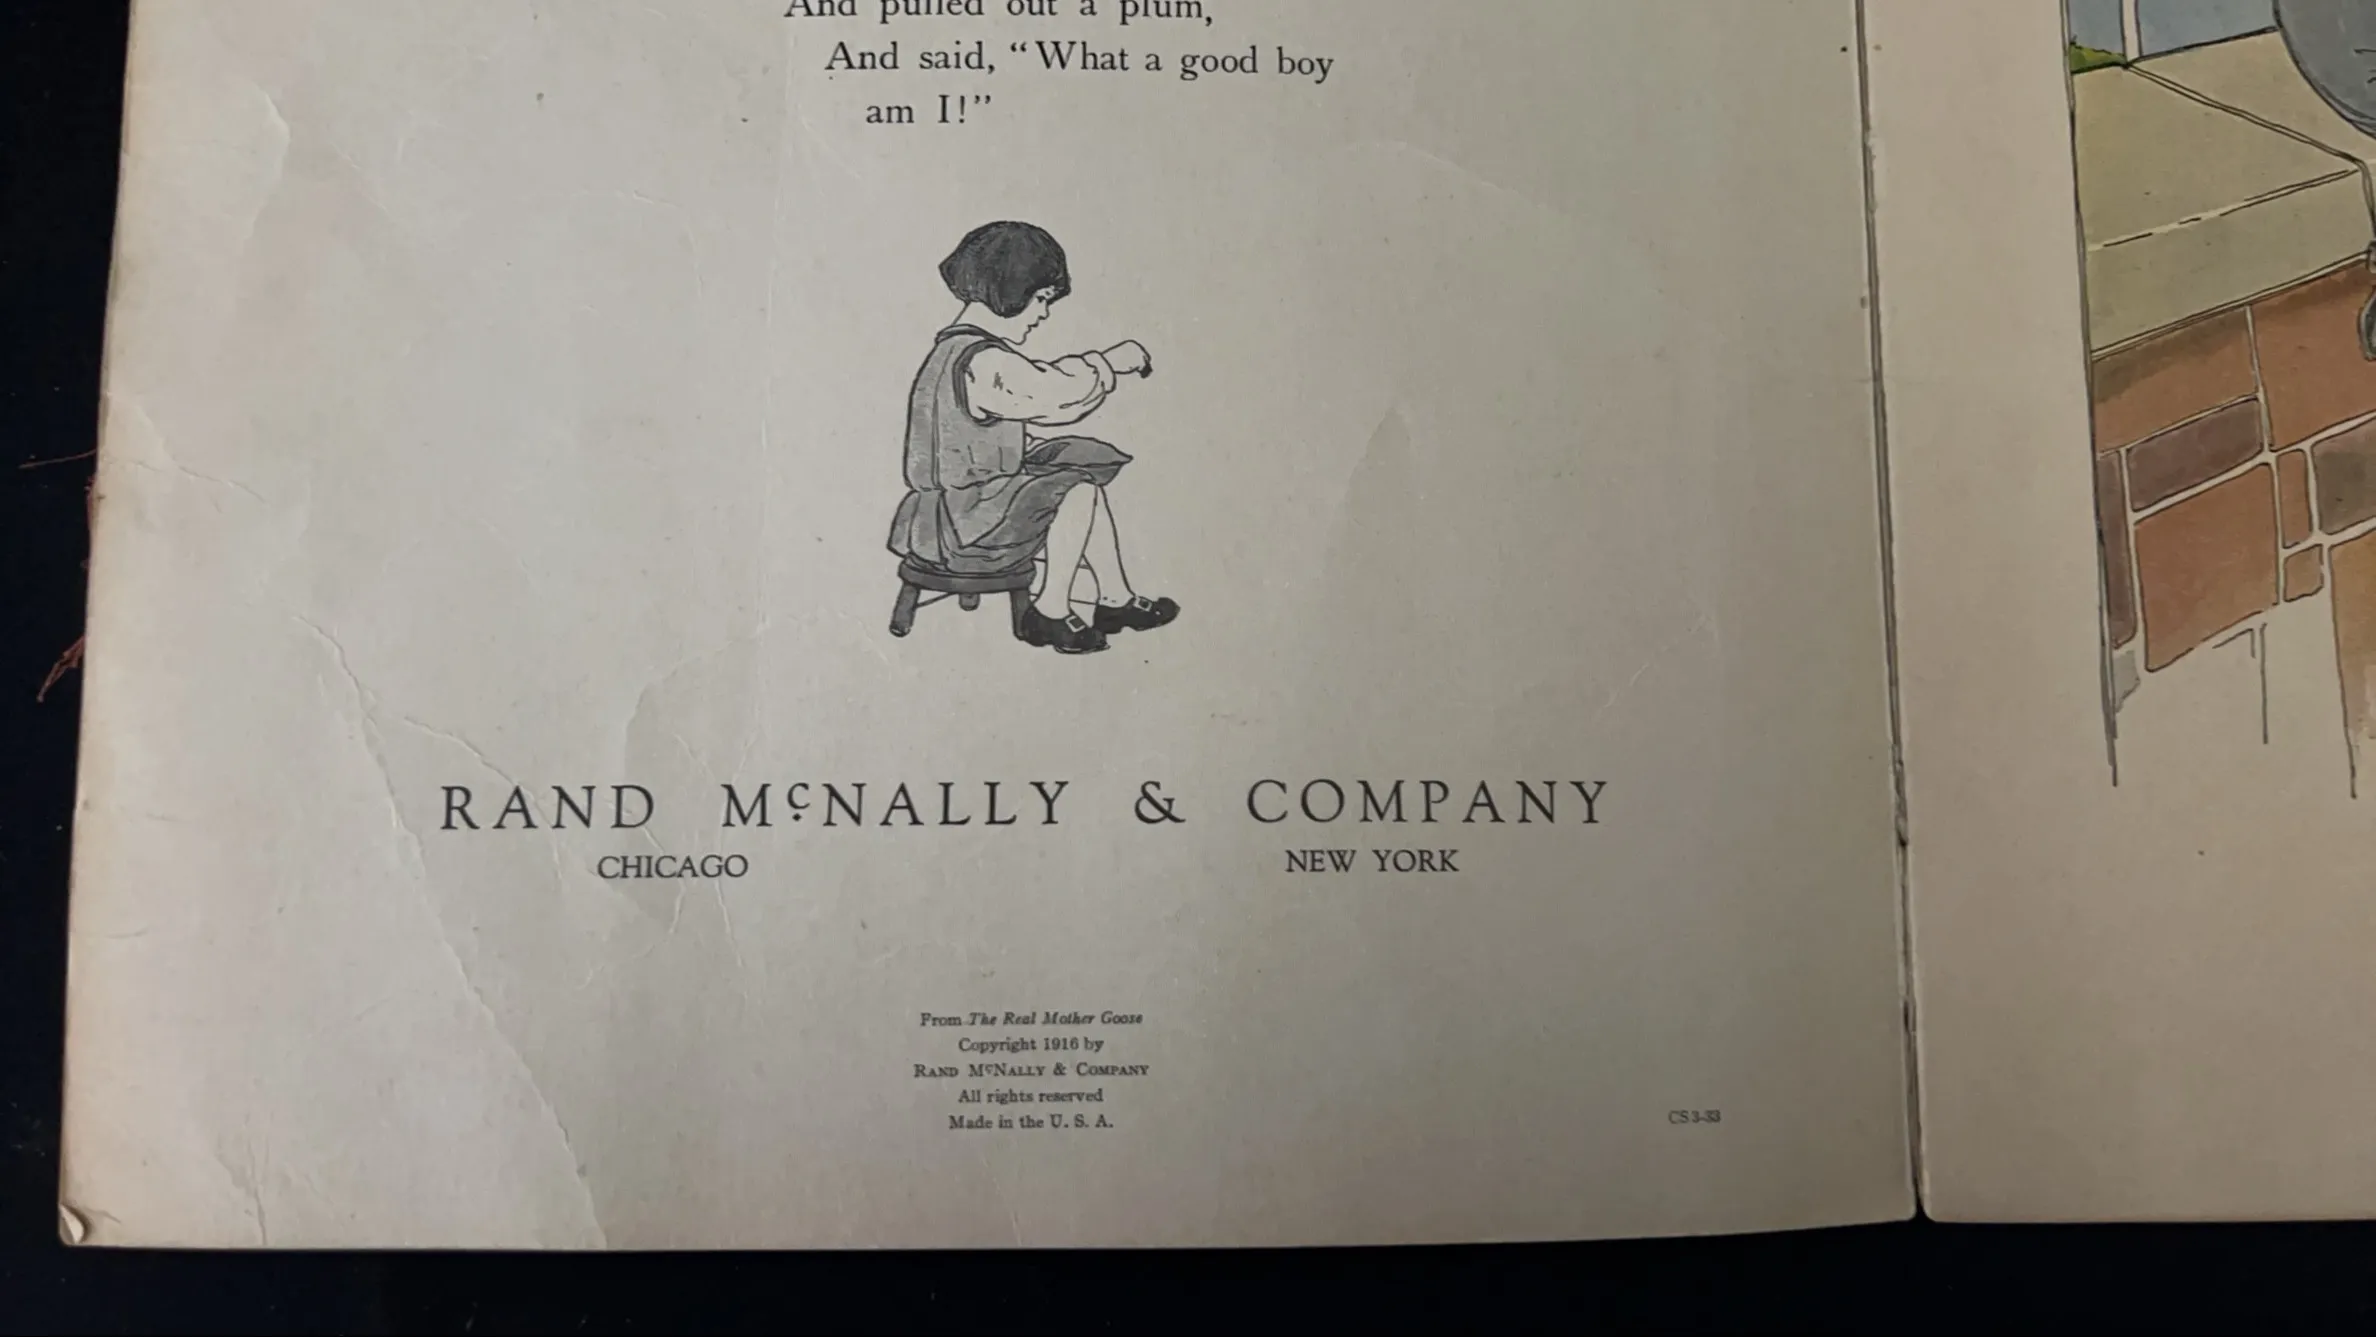 And pulled out a plum,
And said, “What a good boy
am I!”
RAND McNALLY & COMPANY
CHICAGO NEW YORK
From The Real Mother Goose
Copyright 1916 by
RAND McNALLY & COMPANY
All rights reserved
Made in the U. S. A.
CS 3-33